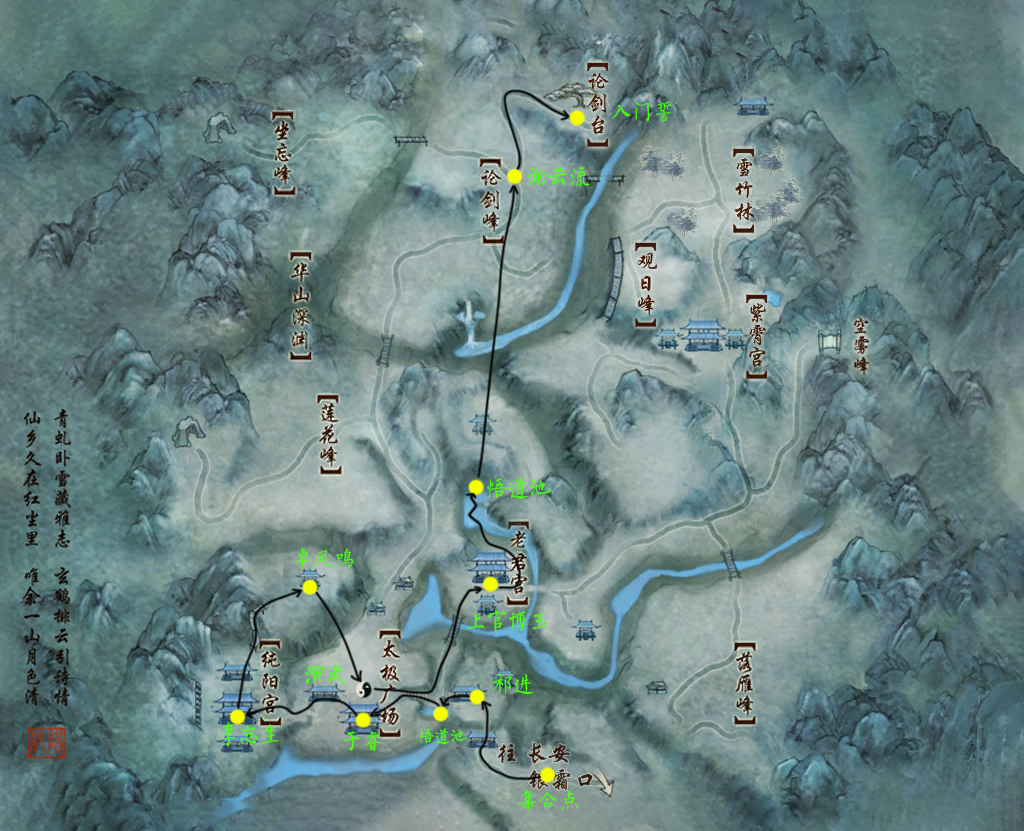 【论剑台】
入门誓
【坐忘峰】
【论剑峰】
化云流
【雪竹林】
【华山深渊】
【观日峰】
【紫霄宫】
空雾峰
【莲花峰】
青虬卧雪藏雅志 玄鹤排云引诗情
仙乡久在红尘里 唯余一山月色清
悟道池
【老君宫】
卓凤鸣
上官博玉
【纯阳宫】
【太极广场】
【落雁峰】
祁进
于睿
悟道池
往 长安
银霜口
集合点